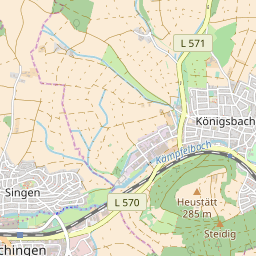 L 571
Königsbach
Kämpfelbach
Singen
L 570
Heustätt
285 m
Steidig
chingen